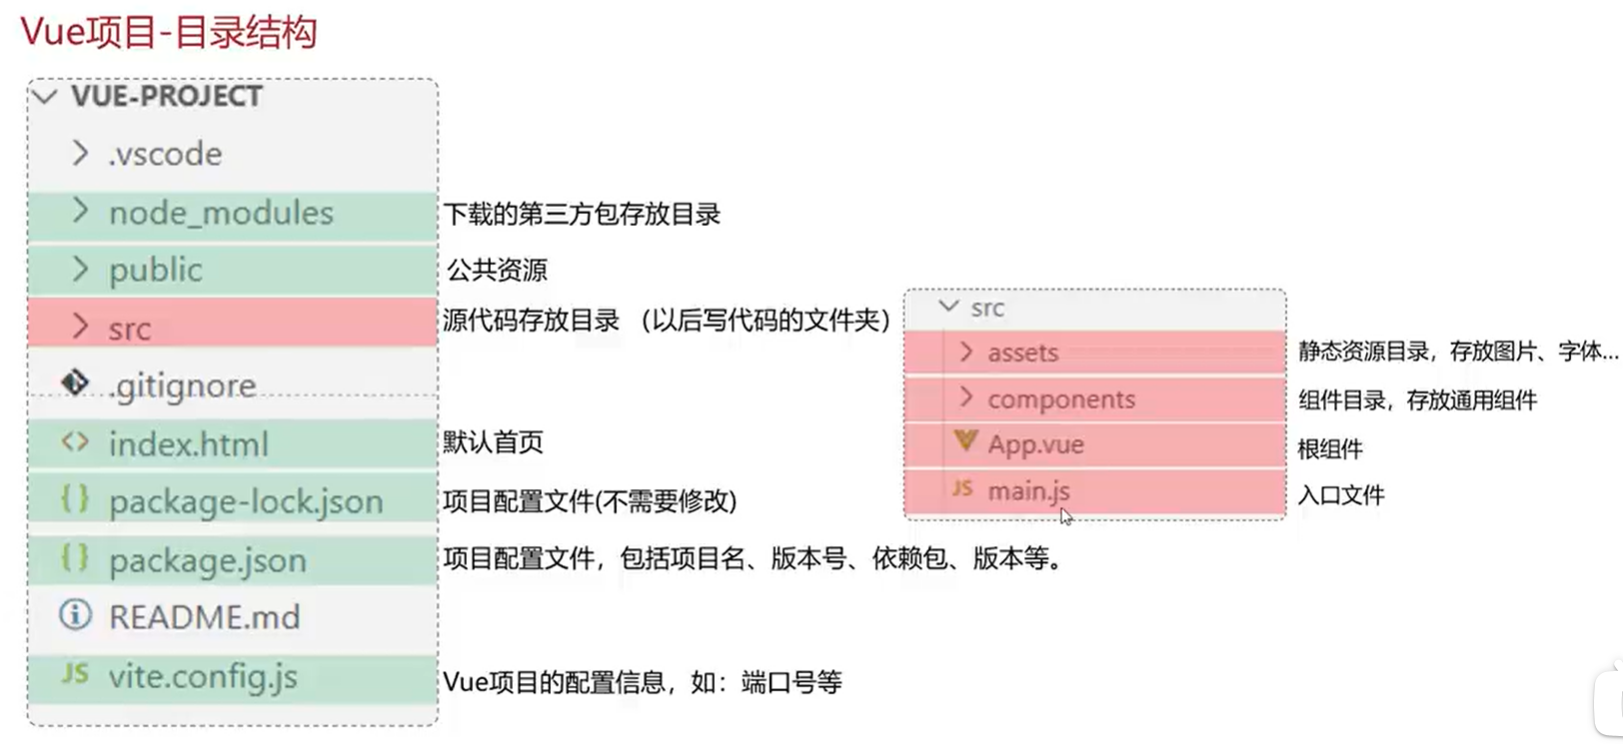 Vue项目-目录结构
VUE-PROJECT
.vscode
node_modules 下载的第三方包存放目录
public 公共资源
src 源代码存放目录 （以后写代码的文件夹）
.gitignore
index.html 默认首页
package-lock.json 项目配置文件(不需要修改)
package.json 项目配置文件，包括项目名、版本号、依赖包、版本等。
README.md
JS vite.config.js Vue项目的配置信息，如：端口号等
src
assets 静态资源目录，存放图片、字体...
components 组件目录，存放通用组件
App.vue 根组件
JS main.js 入口文件